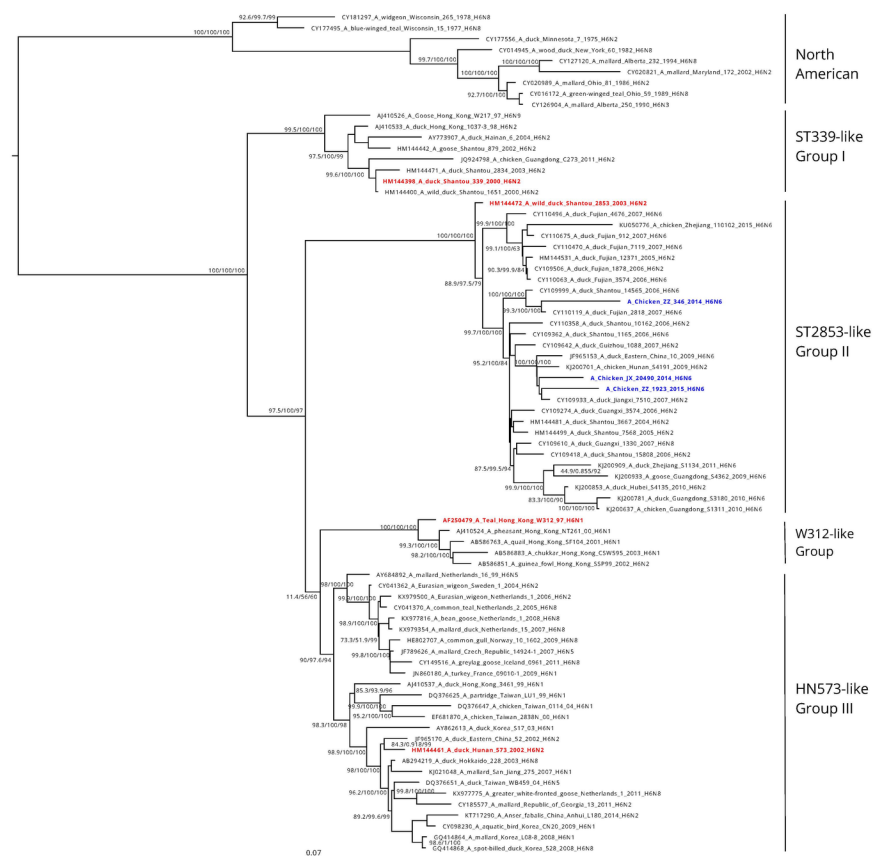 CY181297_A_widgeon_Wisconsin_265_1978_H6N8
92.6/99.7/99
CY177495_A_blue-winged_teal_Wisconsin_15_1977_H6N8
100/100/100
CY177556_A_duck_Minnesota_7_1975_H6N2
CY014945_A_wood_duck_New_York_60_1982_H6N8
99.7/100/100
100/100/100
CY127120_A_mallard_Alberta_232_1994_H6N8
CY020821_A_mallard_Maryland_172_2002_H6N2
100/100/100
CY020989_A_mallard_Ohio_81_1986_H6N2
92.7/100/100
CY016172_A_green-winged_teal_Ohio_59_1989_H6N8
CY126904_A_mallard_Alberta_250_1990_H6N3
North
American
AJ410526_A_Goose_Hong_Kong_W217_97_H6N9
99.5/100/100
AJ410533_A_duck_Hong_Kong_1037-3_98_H6N2
AY773907_A_duck_Hainan_6_2004_H6N2
HM144442_A_goose_Shantou_879_2002_H6N2
97.5/100/99
JQ924798_A_chicken_Guangdong_C273_2011_H6N2
HM144471_A_duck_Shantou_2834_2003_H6N2
99.6/100/100
HM144398_A_duck_Shantou_339_2000_H6N2
HM144400_A_wild_duck_Shantou_1651_2000_H6N2
ST339-like
Group I
HM144472_A_wild_duck_Shantou_2853_2003_H6N2
CY110496_A_duck_Fujian_4676_2007_H6N6
99.9/100/100
KU050776_A_chicken_Zhejiang_110102_2015_H6N6
100/100/100
CY110675_A_duck_Fujian_912_2007_H6N6
99.1/100/63
CY110470_A_duck_Fujian_7119_2007_H6N6
HM144531_A_duck_Fujian_12371_2005_H6N2
90.3/99.9/84
CY109506_A_duck_Fujian_1878_2006_H6N2
100/100/100
CY110063_A_duck_Fujian_3574_2006_H6N2
88.9/97.5/79
CY109999_A_duck_Shantou_14565_2006_H6N6
100/100/100
A_Chicken_ZZ_346_2014_H6N6
99.3/100/100
CY110119_A_duck_Fujian_2818_2007_H6N6
CY110358_A_duck_Shantou_10162_2006_H6N2
99.7/100/100
CY109362_A_duck_Shantou_1165_2006_H6N6
CY109642_A_duck_Guizhou_1088_2007_H6N2
JF965153_A_duck_Eastern_China_10_2009_H6N6
95.2/100/84
100/100/100
KJ200701_A_chicken_Hunan_S4191_2009_H6N2
A_Chicken_JX_20490_2014_H6N6
A_Chicken_ZZ_1923_2015_H6N6
CY109933_A_duck_Jiangxi_7510_2007_H6N2
CY109274_A_duck_Guangxi_3574_2006_H6N2
97.5/100/97
HM144481_A_duck_Shantou_3667_2004_H6N2
HM144499_A_duck_Shantou_7568_2005_H6N2
CY109610_A_duck_Guangxi_1330_2007_H6N8
CY109418_A_duck_Shantou_15808_2006_H6N2
KJ200909_A_duck_Zhejiang_S1134_2011_H6N6
87.5/99.5/94
44.9/0.855/92
KJ200933_A_goose_Guangdong_S4362_2009_H6N6
99.9/100/100
KJ200853_A_duck_Hubei_S4135_2010_H6N2
83.3/100/90
KJ200781_A_duck_Guangdong_S3180_2010_H6N6
100/100/100
KJ200637_A_chicken_Guangdong_S1311_2010_H6N6
ST2853-like
Group II
AF250479_A_Teal_Hong_Kong_W312_97_H6N1
100/100/100
AJ410524_A_pheasant_Hong_Kong_NT261_00_H6N1
99.3/100/100
AB586763_A_quail_Hong_Kong_SF104_2001_H6N1
98.2/100/100
AB586883_A_chukkar_Hong_Kong_CSW595_2003_H6N1
AB586851_A_guinea_fowl_Hong_Kong_SSP99_2002_H6N2
W312-like
Group
AY684892_A_mallard_Netherlands_16_99_H6N5
98/100/100
CY041362_A_Eurasian_wigeon_Sweden_1_2004_H6N2
11.4/56/60
99.9/100/100
KX979500_A_Eurasian_wigeon_Netherlands_1_2006_H6N2
CY041370_A_common_teal_Netherlands_2_2005_H6N8
KX977816_A_bean_goose_Netherlands_1_2008_H6N8
98.9/100/100
KX979354_A_mallard_duck_Netherlands_15_2007_H6N8
73.3/51.9/99
HE802707_A_common_gull_Norway_10_1602_2009_H6N8
JF789626_A_mallard_Czech_Republic_14924-1_2007_H6N5
99.8/100/100
90/97.6/94
CY149516_A_greylag_goose_Iceland_0961_2011_H6N8
JN860180_A_turkey_France_09010-1_2009_H6N1
AJ410537_A_duck_Hong_Kong_3461_99_H6N1
85.3/93.9/96
DQ376625_A_partridge_Taiwan_LU1_99_H6N1
99.9/100/100
DQ376647_A_chicken_Taiwan_0114_04_H6N1
95.2/100/100
EF681870_A_chicken_Taiwan_2838N_00_H6N1
98.3/100/98
AY862613_A_duck_Korea_S17_03_H6N1
JF965170_A_duck_Eastern_China_52_2002_H6N2
84.3/0.918/99
98.9/100/100
HM144461_A_duck_Hunan_573_2002_H6N2
AB294219_A_duck_Hokkaido_228_2003_H6N8
98/100/100
KJ021048_A_mallard_San_Jiang_275_2007_H6N1
DQ376651_A_duck_Taiwan_WB459_04_H6N5
96.2/100/100
99.8/100/100
KX977775_A_greater_white-fronted_goose_Netherlands_1_2011_H6N8
CY185577_A_mallard_Republic_of_Georgia_13_2011_H6N2
89.2/99.6/99
KT717290_A_Anser_fabalis_China_Anhui_L180_2014_H6N2
CY098230_A_aquatic_bird_Korea_CN20_2009_H6N1
GQ414864_A_mallard_Korea_L08-8_2008_H6N1
98.6/1/100
GQ414868_A_spot-billed_duck_Korea_528_2008_H6N8
HN573-like
Group III
0.07